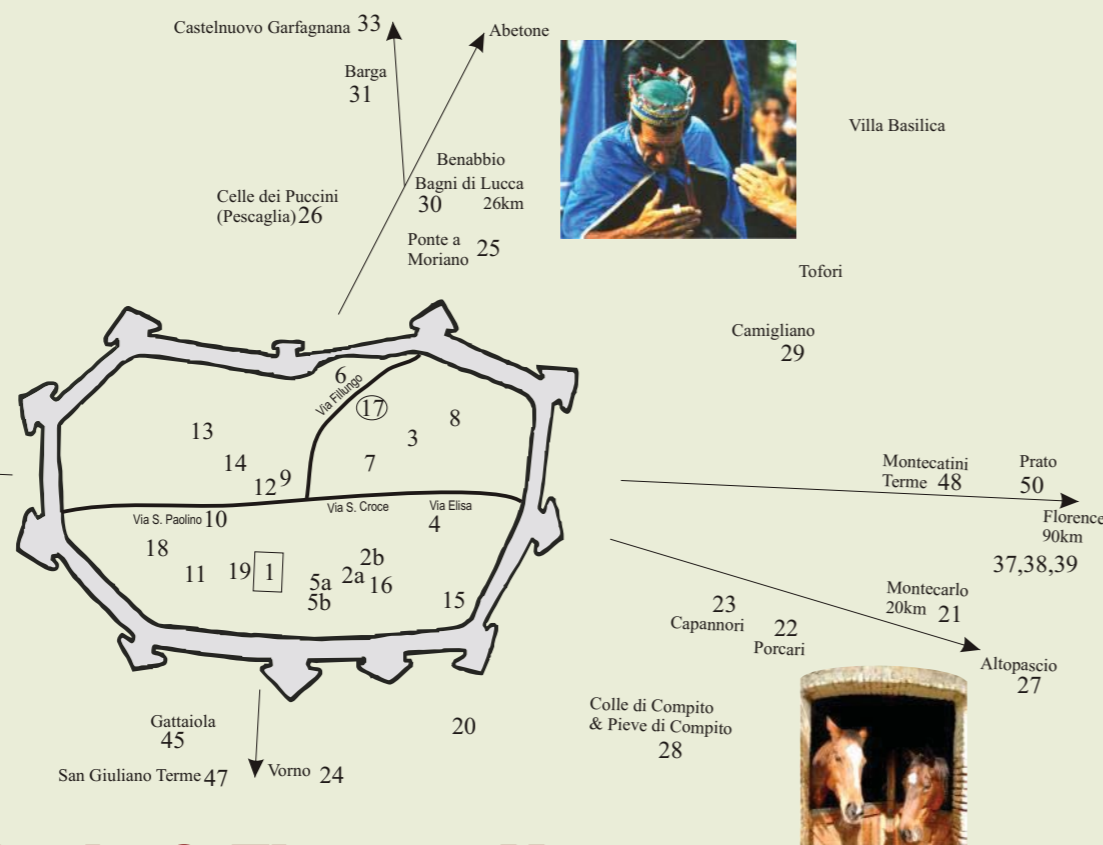 Castelnuovo Garfagnana 33
Abetone
Barga
31
Villa Basilica
Benabbio
Bagni di Lucca
30 26km
Celle dei Puccini
(Pescaglia) 26
Ponte a
Moriano 25
Tofori
Camigliano
29
6
Via Fillungo
17
8
13
3
14
7
12 9
Montecatini
Terme 48
Prato
50
Florence
90km
37,38,39
Via S. Paolino 10
Via S. Croce
Via Elisa
4
18
11
19
1
2b
2a
16
5a
5b
15
Montecarlo
20km 21
23
Capannori
22
Porcari
Altopascio
27
Gattaiola
45
20
Colle di Compito
& Pieve di Compito
28
San Giuliano Terme 47
Vorno 24